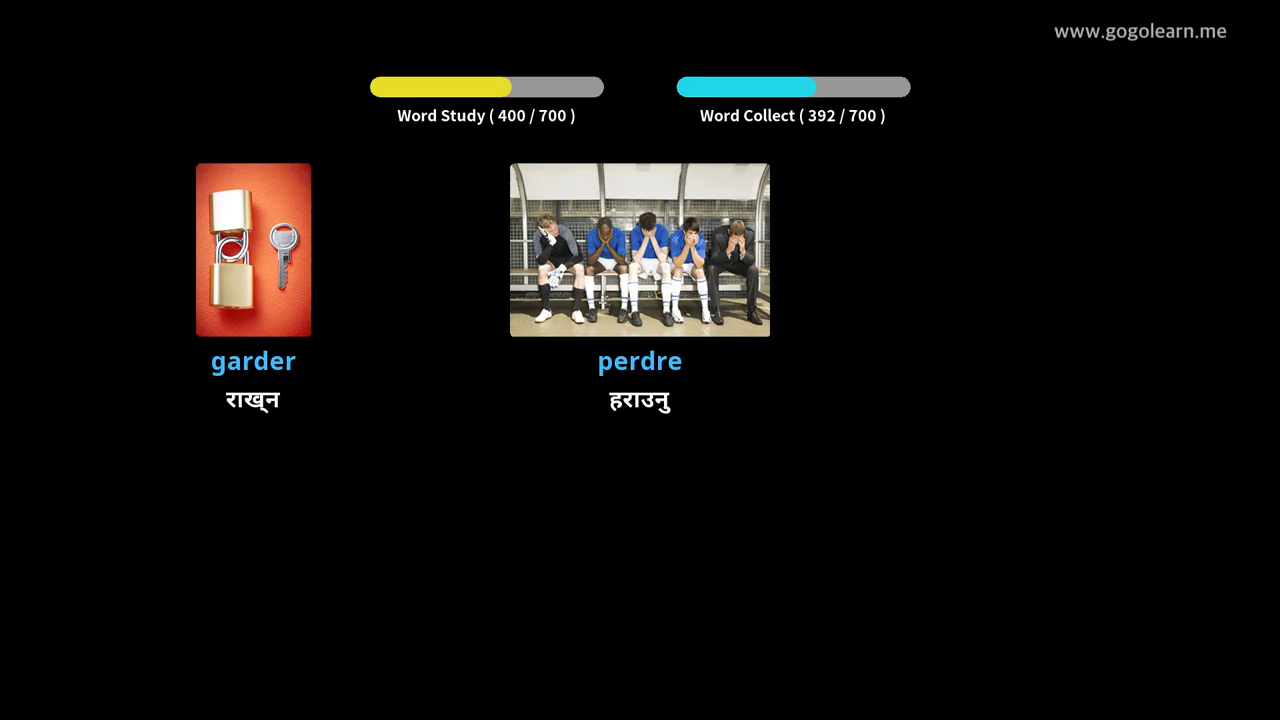 www.gogolearn.me
Word Study ( 400 / 700 )
Word Collect ( 392 / 700 )
garder
perdre
राख्न
हराउनु